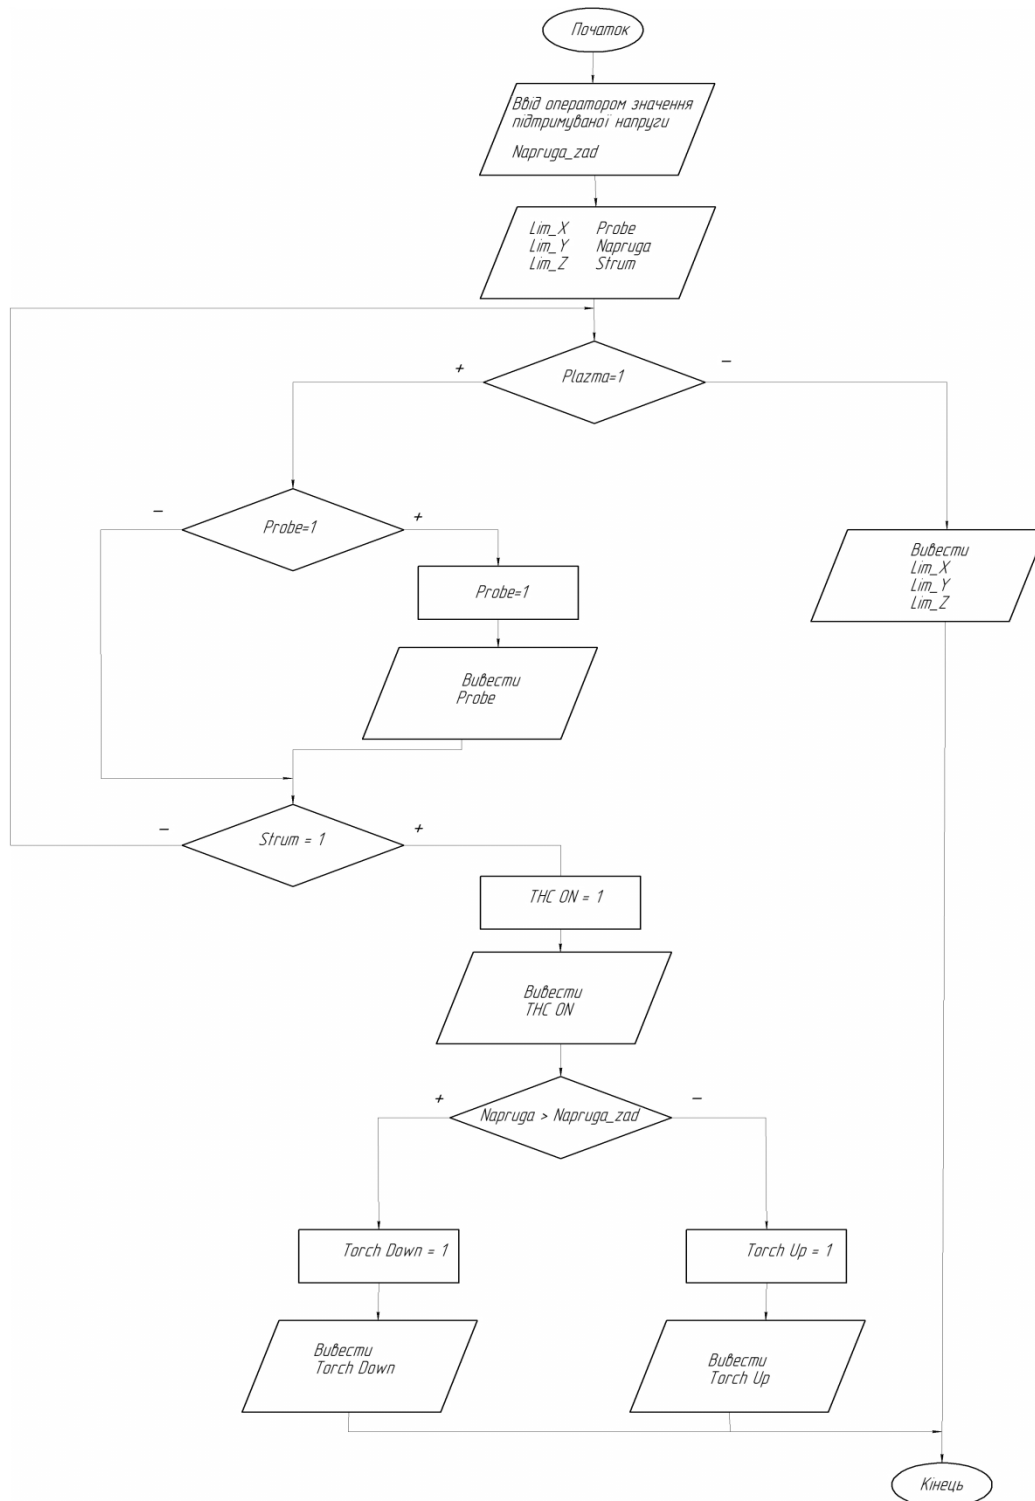 Початок
Ввід оператором значення
підтримуваної напруги
Napruga_zad
Lim_X Probe
Lim_Y Napruga
Lim_Z Strum
Plazma=1
+
–
Probe=1
–
+
Probe=1
Вивести
Lim_X
Lim_Y
Lim_Z
Вивести
Probe
Strum = 1
–
+
THC ON = 1
Вивести
THC ON
Napruga > Napruga_zad
+
–
Torch Down = 1
Torch Up = 1
Вивести
Torch Down
Вивести
Torch Up
Кінець